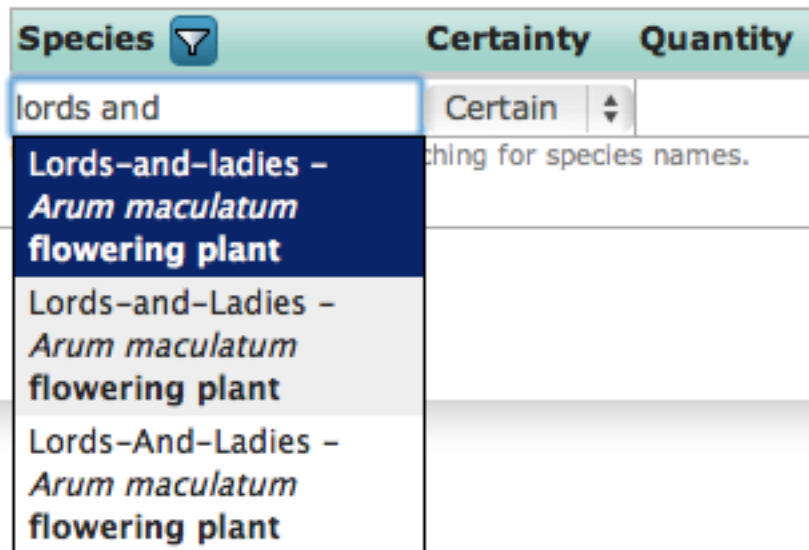 Species Certainty Quantity
lords and Certain
ching for species names.
Lords-and-ladies –
Arum maculatum
flowering plant
Lords-and-Ladies –
Arum maculatum
flowering plant
Lords-And-Ladies –
Arum maculatum
flowering plant